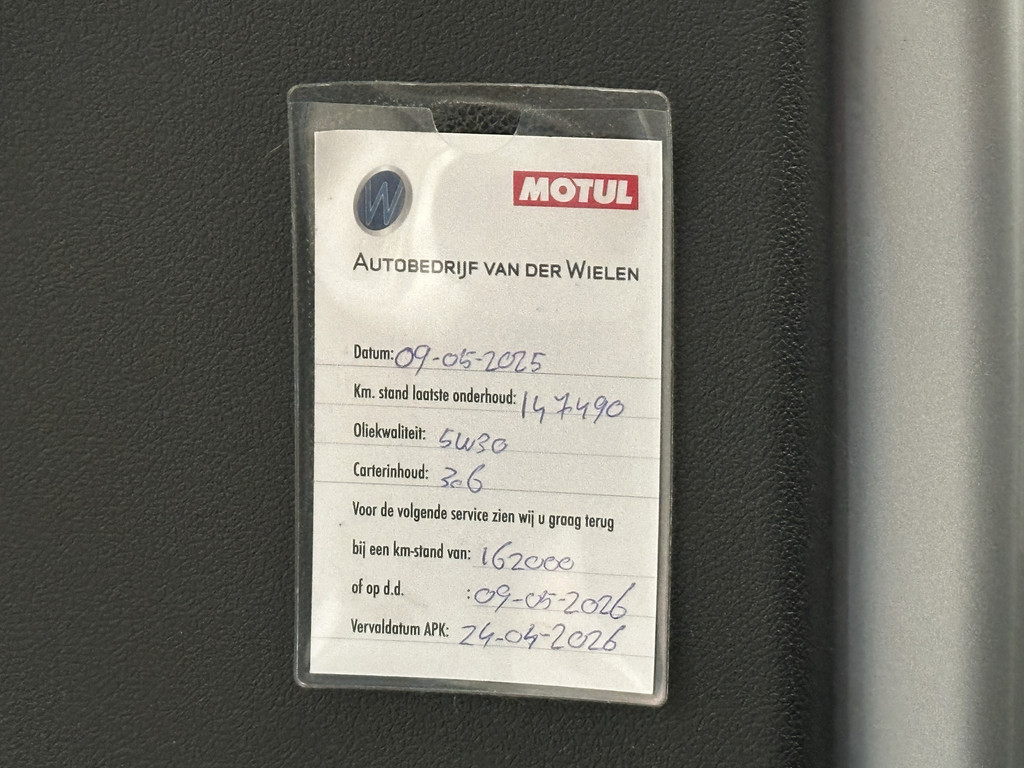 W
MOTUL
AUTOBEDRIJF VAN DER WIELEN
Datum: 09-05-2025
Km. stand laatste onderhoud: 147490
Oliekwaliteit: 5W30
Carterinhoud: 3.6
Voor de volgende service zien wij u graag terug
bij een km-stand van: 162000
of op d.d. : 09-05-2026
Vervaldatum APK: 24-04-2026